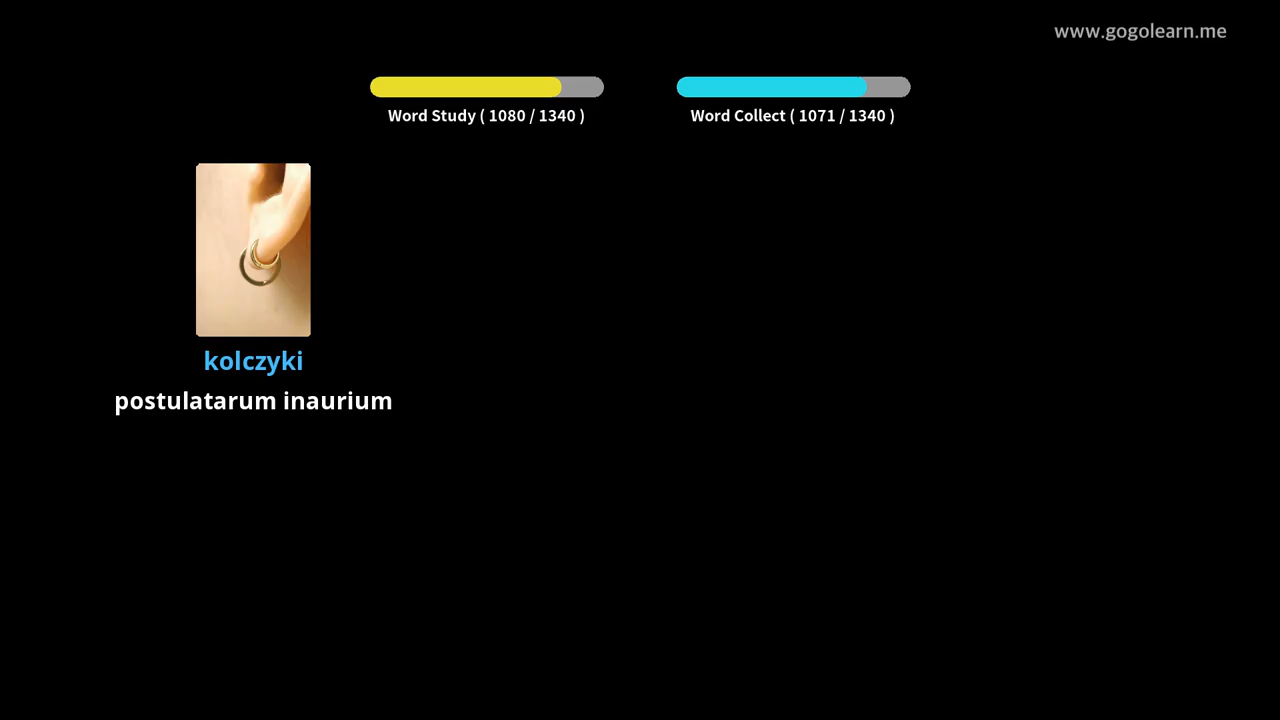 www.gogolearn.me
Word Study ( 1080 / 1340 )
Word Collect ( 1071 / 1340 )
kolczyki
postulatarum inaurium